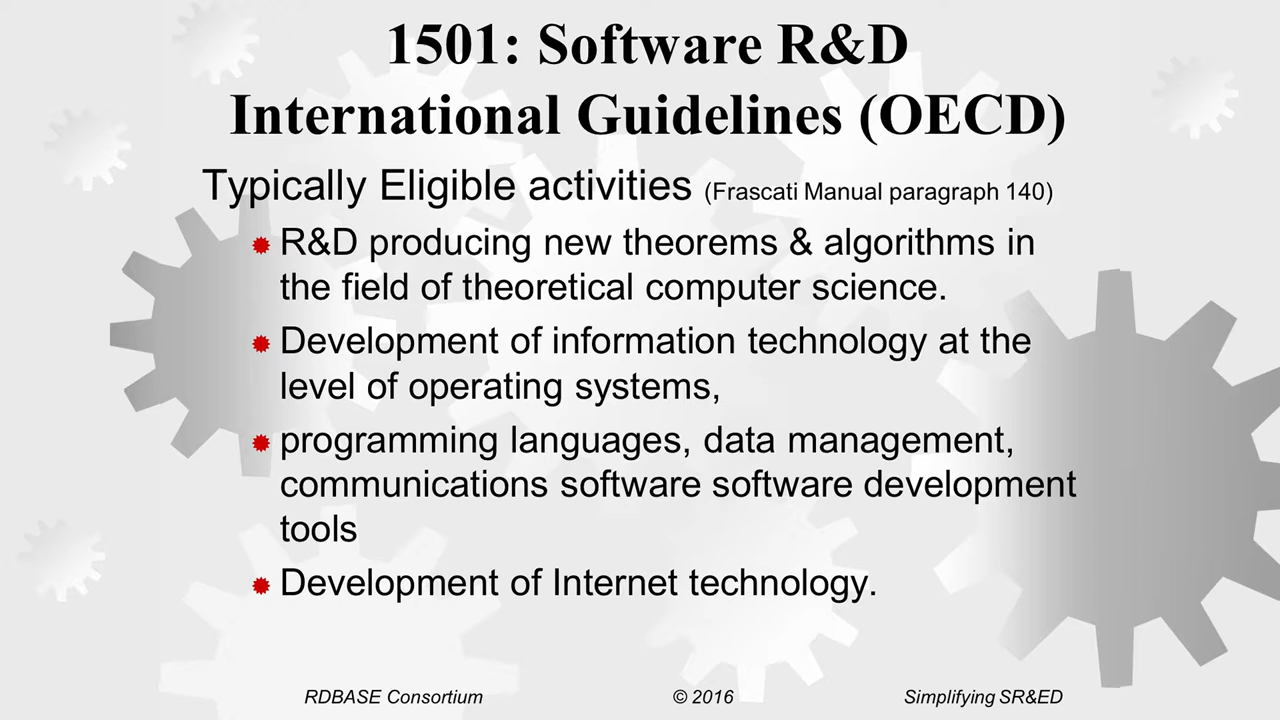 1501: Software R&D
International Guidelines (OECD)
Typically Eligible activities (Frascati Manual paragraph 140)
R&D producing new theorems & algorithms in
the field of theoretical computer science.
Development of information technology at the
level of operating systems,
programming languages, data management,
communications software software development
tools
Development of Internet technology.
RDBASE Consortium © 2016 Simplifying SR&ED